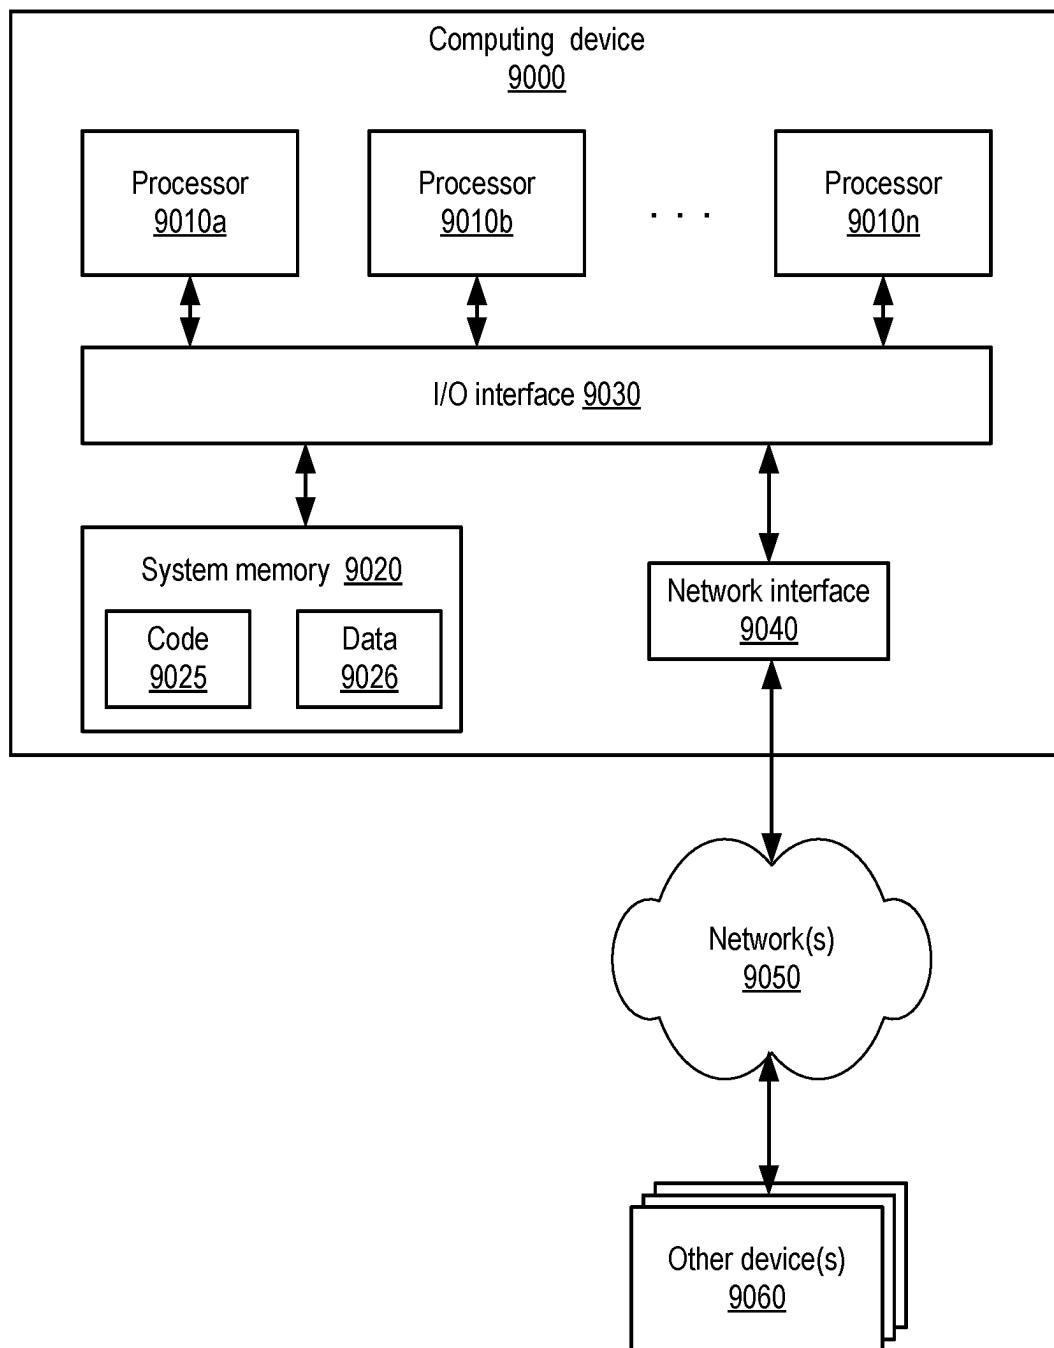 Computing device
9000
Processor
9010a
Processor
9010b
. . .
Processor
9010n
I/O interface 9030
System memory 9020
Code
9025
Data
9026
Network interface
9040
Network(s)
9050
Other device(s)
9060